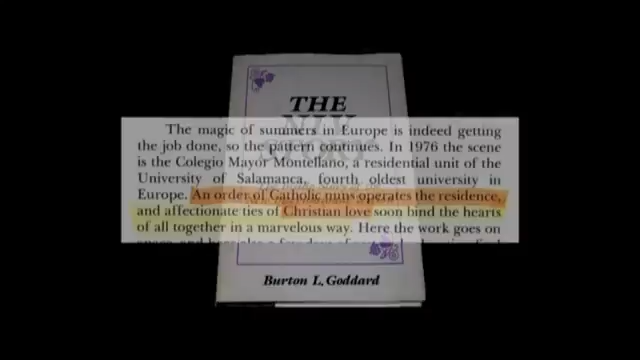 THE
NIV
STORY
The magic of summers in Europe is indeed getting
the job done, so the pattern continues. In 1976 the scene
is the Colegio Mayor Montellano, a residential unit of the
University of Salamanca, fourth oldest university in
Europe. An order of Catholic nuns operates the residence,
and affectionate ties of Christian love soon bind the hearts
of all together in a marvelous way. Here the work goes on
Burton L. Goddard